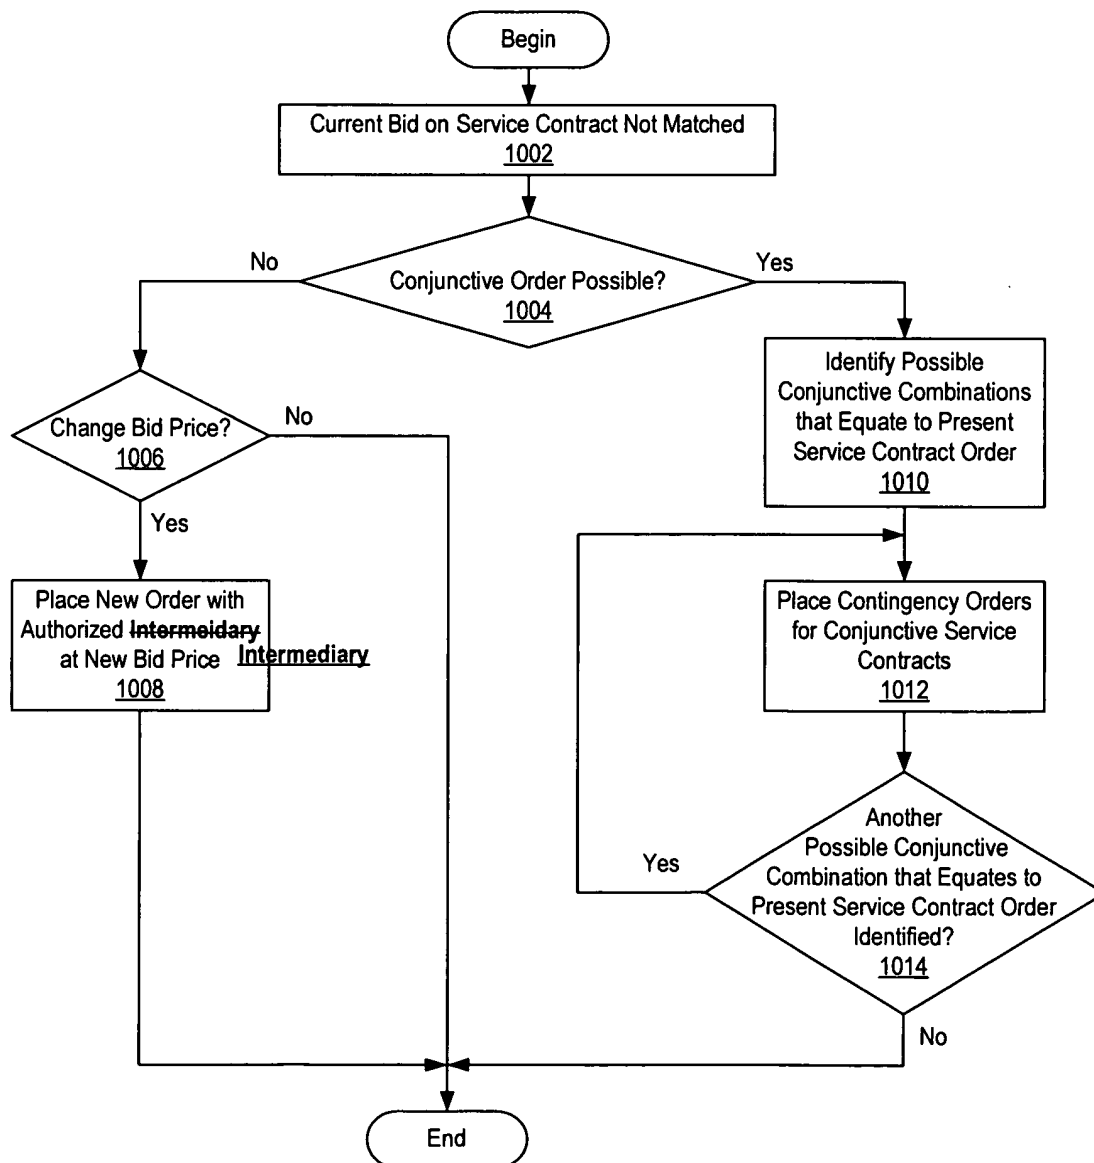 Begin
Current Bid on Service Contract Not Matched
1002
No
Yes
Conjunctive Order Possible?
1004
Identify Possible
Conjunctive Combinations
that Equate to Present
Service Contract Order
1010
Change Bid Price?
1006
No
Yes
Place New Order with
Authorized Intermeidary
at New Bid Price
Intermediary
1008
Place Contingency Orders
for Conjunctive Service
Contracts
1012
Another
Possible Conjunctive
Combination that Equates to
Present Service Contract Order
Identified?
1014
Yes
No
End